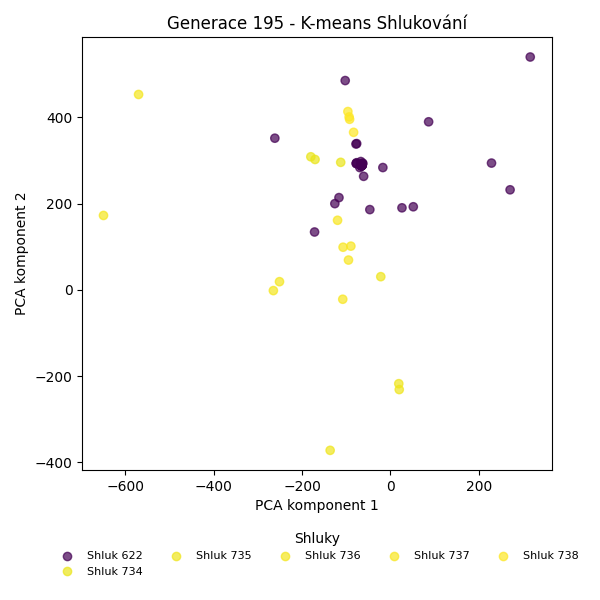 Generace 195 - K-means Shlukování
400
200
0
−200
−400
PCA komponent 2
−600
−400
−200
0
200
PCA komponent 1
Shluky
Shluk 622
Shluk 735
Shluk 736
Shluk 737
Shluk 738
Shluk 734